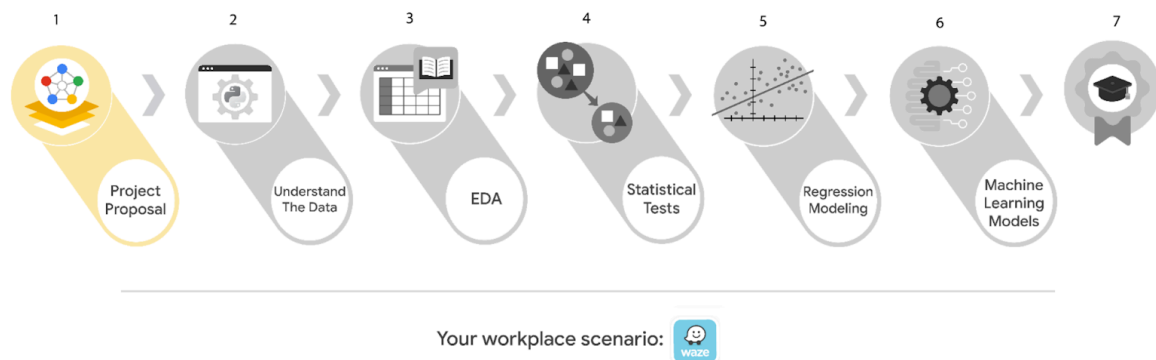 1
2
3
4
5
6
7
Project
Proposal
Understand
The Data
EDA
Statistical
Tests
Regression
Modeling
Machine
Learning
Models
Your workplace scenario:
waze